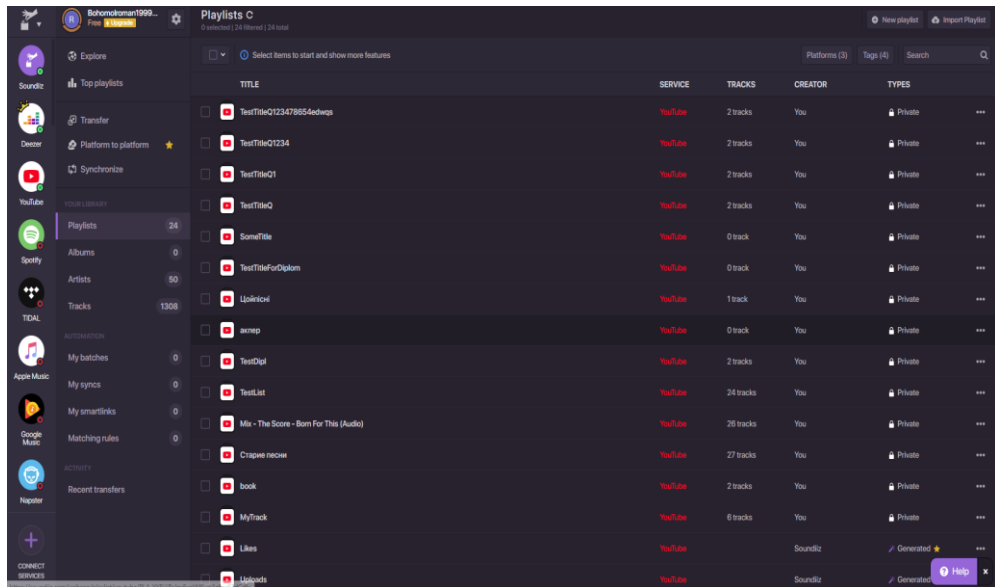 R
Bohomolroman1999...
Free Upgrade
Playlists
0 selected | 24 filtered | 24 total
New playlist
Import Playlist
Soundiiz
Deezer
YouTube
Spotify
TIDAL
Apple Music
Google Music
Napster
CONNECT SERVICES
Explore
Top playlists
Transfer
Platform to platform
Synchronize
YOUR LIBRARY
Playlists 24
Albums 0
Artists 50
Tracks 1308
AUTOMATION
My batches 0
My syncs 0
My smartlinks 0
Matching rules 0
ACTIVITY
Recent transfers
Select items to start and show more features
Platforms (3) Tags (4) Search
TITLE SERVICE TRACKS CREATOR TYPES
TestTitleQ123478654edwqs YouTube 2 tracks You Private
TestTitleQ1234 YouTube 2 tracks You Private
TestTitleQ1 YouTube 2 tracks You Private
TestTitleQ YouTube 2 tracks You Private
SomeTitle YouTube 0 track You Private
TestTitleForDiplom YouTube 0 track You Private
Цойпісні YouTube 1 track You Private
акпер YouTube 0 track You Private
TestDipl YouTube 2 tracks You Private
TestList YouTube 24 tracks You Private
Mix - The Score - Born For This (Audio) YouTube 26 tracks You Private
Старие песни YouTube 27 tracks You Private
book YouTube 2 tracks You Private
MyTrack YouTube 6 tracks You Private
Likes YouTube Soundiiz Generated
Uploads YouTube Soundiiz Generated
Help x